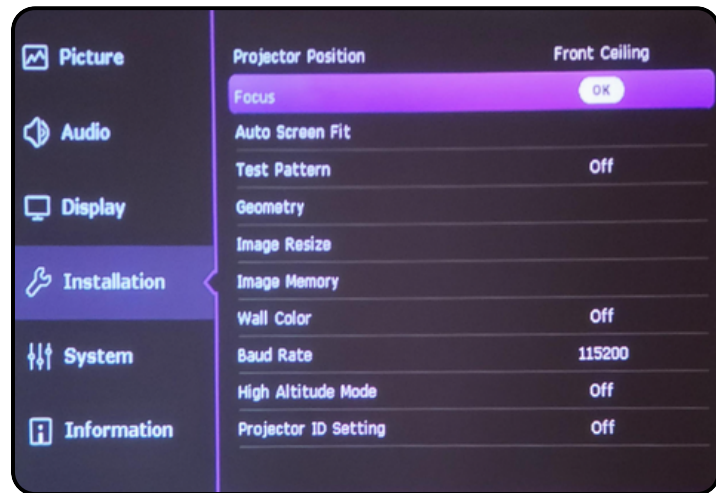 Picture
Audio
Display
Installation
System
Information
Projector Position Front Ceiling
Focus OK
Auto Screen Fit
Test Pattern Off
Geometry
Image Resize
Image Memory
Wall Color Off
Baud Rate 115200
High Altitude Mode Off
Projector ID Setting Off